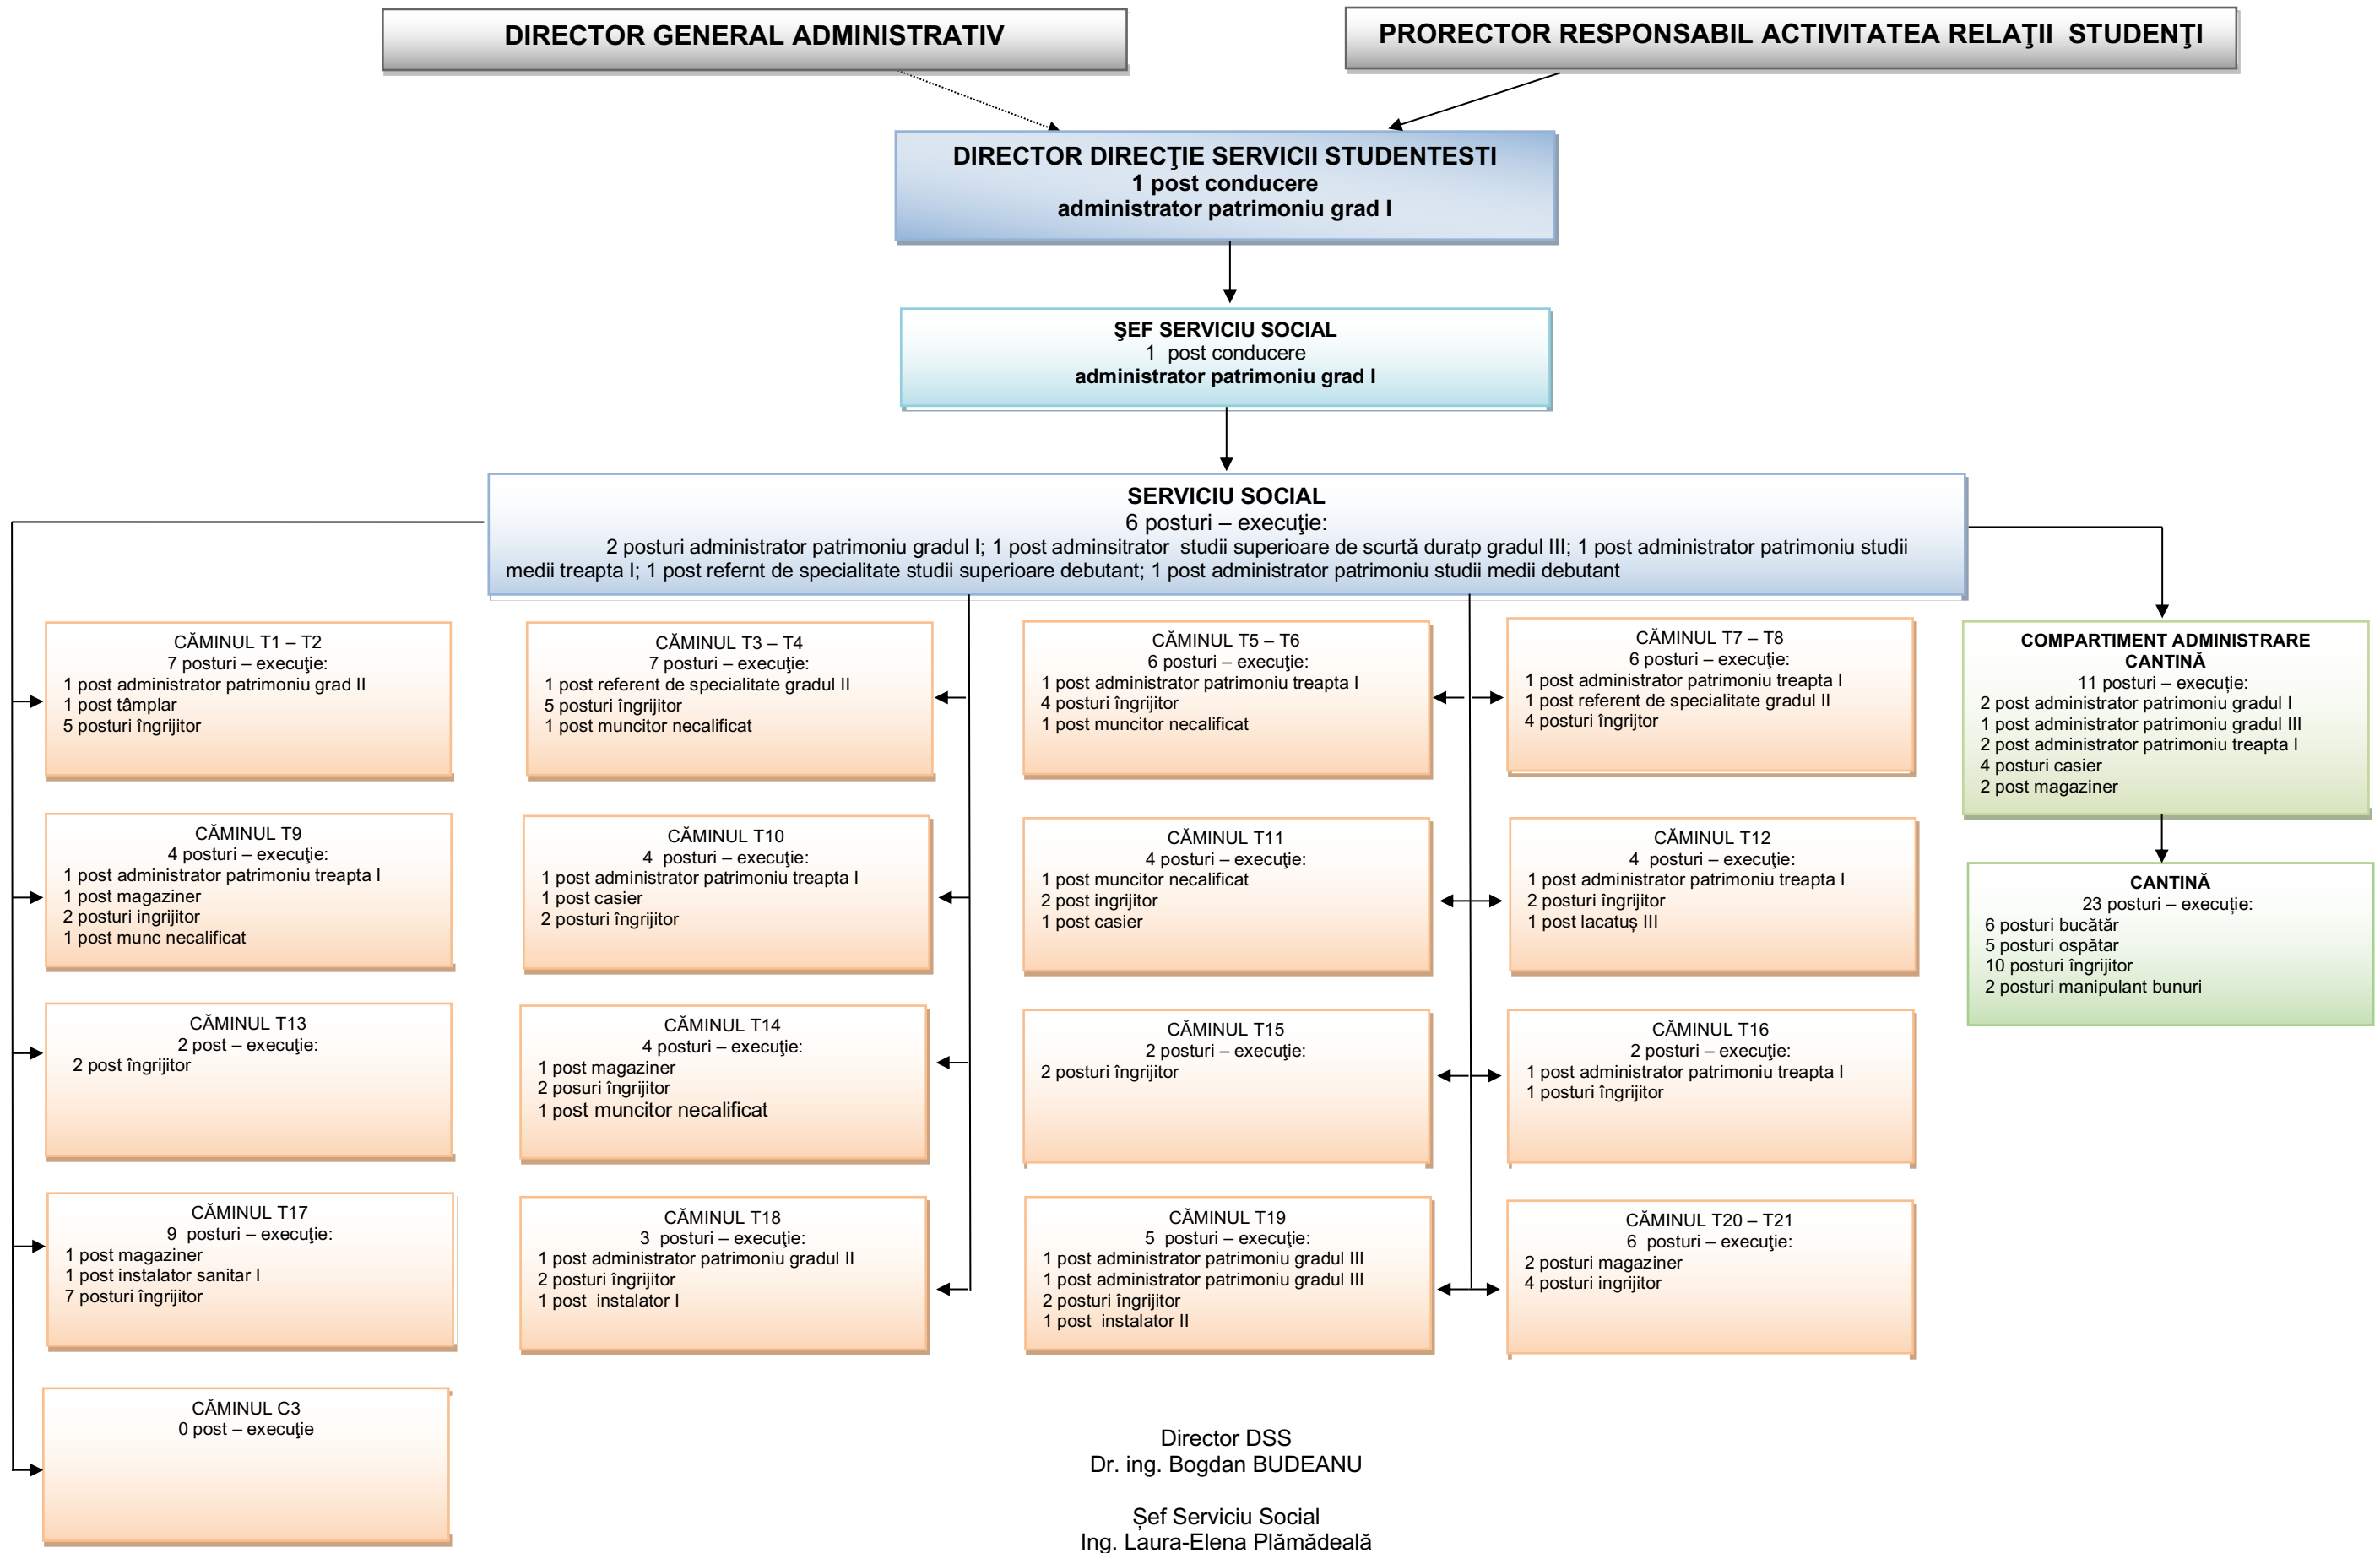 DIRECTOR GENERAL ADMINISTRATIV
PRORECTOR RESPONSABIL ACTIVITATEA RELAŢII STUDENŢI
DIRECTOR DIRECŢIE SERVICII STUDENTESTI
1 post conducere
administrator patrimoniu grad I
ŞEF SERVICIU SOCIAL
1 post conducere
administrator patrimoniu grad I
SERVICIU SOCIAL
6 posturi – execuţie:
2 posturi administrator patrimoniu gradul I; 1 post adminsitrator studii superioare de scurtă duratp gradul III; 1 post administrator patrimoniu studii
medii treapta I; 1 post refernt de specialitate studii superioare debutant; 1 post administrator patrimoniu studii medii debutant
CĂMINUL T1 – T2
7 posturi – execuţie:
1 post administrator patrimoniu grad II
1 post tâmplar
5 posturi îngrijitor
CĂMINUL T3 – T4
7 posturi – execuţie:
1 post referent de specialitate gradul II
5 posturi îngrijitor
1 post muncitor necalificat
CĂMINUL T5 – T6
6 posturi – execuţie:
1 post administrator patrimoniu treapta I
4 posturi îngrijitor
1 post muncitor necalificat
CĂMINUL T7 – T8
6 posturi – execuţie:
1 post administrator patrimoniu treapta I
1 post referent de specialitate gradul II
4 posturi îngrijtor
COMPARTIMENT ADMINISTRARE
CANTINĂ
11 posturi – execuție:
2 post administrator patrimoniu gradul I
1 post administrator patrimoniu gradul III
2 post administrator patrimoniu treapta I
4 posturi casier
2 post magaziner
CĂMINUL T9
4 posturi – execuţie:
1 post administrator patrimoniu treapta I
1 post magaziner
2 posturi ingrijitor
1 post munc necalificat
CĂMINUL T10
4 posturi – execuţie:
1 post administrator patrimoniu treapta I
1 post casier
2 posturi îngrijitor
CĂMINUL T11
4 posturi – execuţie:
1 post muncitor necalificat
2 post ingrijitor
1 post casier
CĂMINUL T12
4 posturi – execuţie:
1 post administrator patrimoniu treapta I
2 posturi îngrijitor
1 post lacatuș III
CANTINĂ
23 posturi – execuție:
6 posturi bucătăr
5 posturi ospătar
10 posturi îngrijitor
2 posturi manipulant bunuri
CĂMINUL T13
2 post – execuţie:
2 post îngrijitor
CĂMINUL T14
4 posturi – execuţie:
1 post magaziner
2 posuri îngrijitor
1 post muncitor necalificat
CĂMINUL T15
2 posturi – execuţie:
2 posturi îngrijitor
CĂMINUL T16
2 posturi – execuţie:
1 post administrator patrimoniu treapta I
1 posturi îngrijitor
CĂMINUL T17
9 posturi – execuţie:
1 post magaziner
1 post instalator sanitar I
7 posturi îngrijitor
CĂMINUL T18
3 posturi – execuţie:
1 post administrator patrimoniu gradul II
2 posturi îngrijitor
1 post instalator I
CĂMINUL T19
5 posturi – execuţie:
1 post administrator patrimoniu gradul III
1 post administrator patrimoniu gradul III
2 posturi îngrijitor
1 post instalator II
CĂMINUL T20 – T21
6 posturi – execuţie:
2 posturi magaziner
4 posturi ingrijitor
CĂMINUL C3
0 post – execuţie
Director DSS
Dr. ing. Bogdan BUDEANU
Șef Serviciu Social
Ing. Laura-Elena Plămădeală